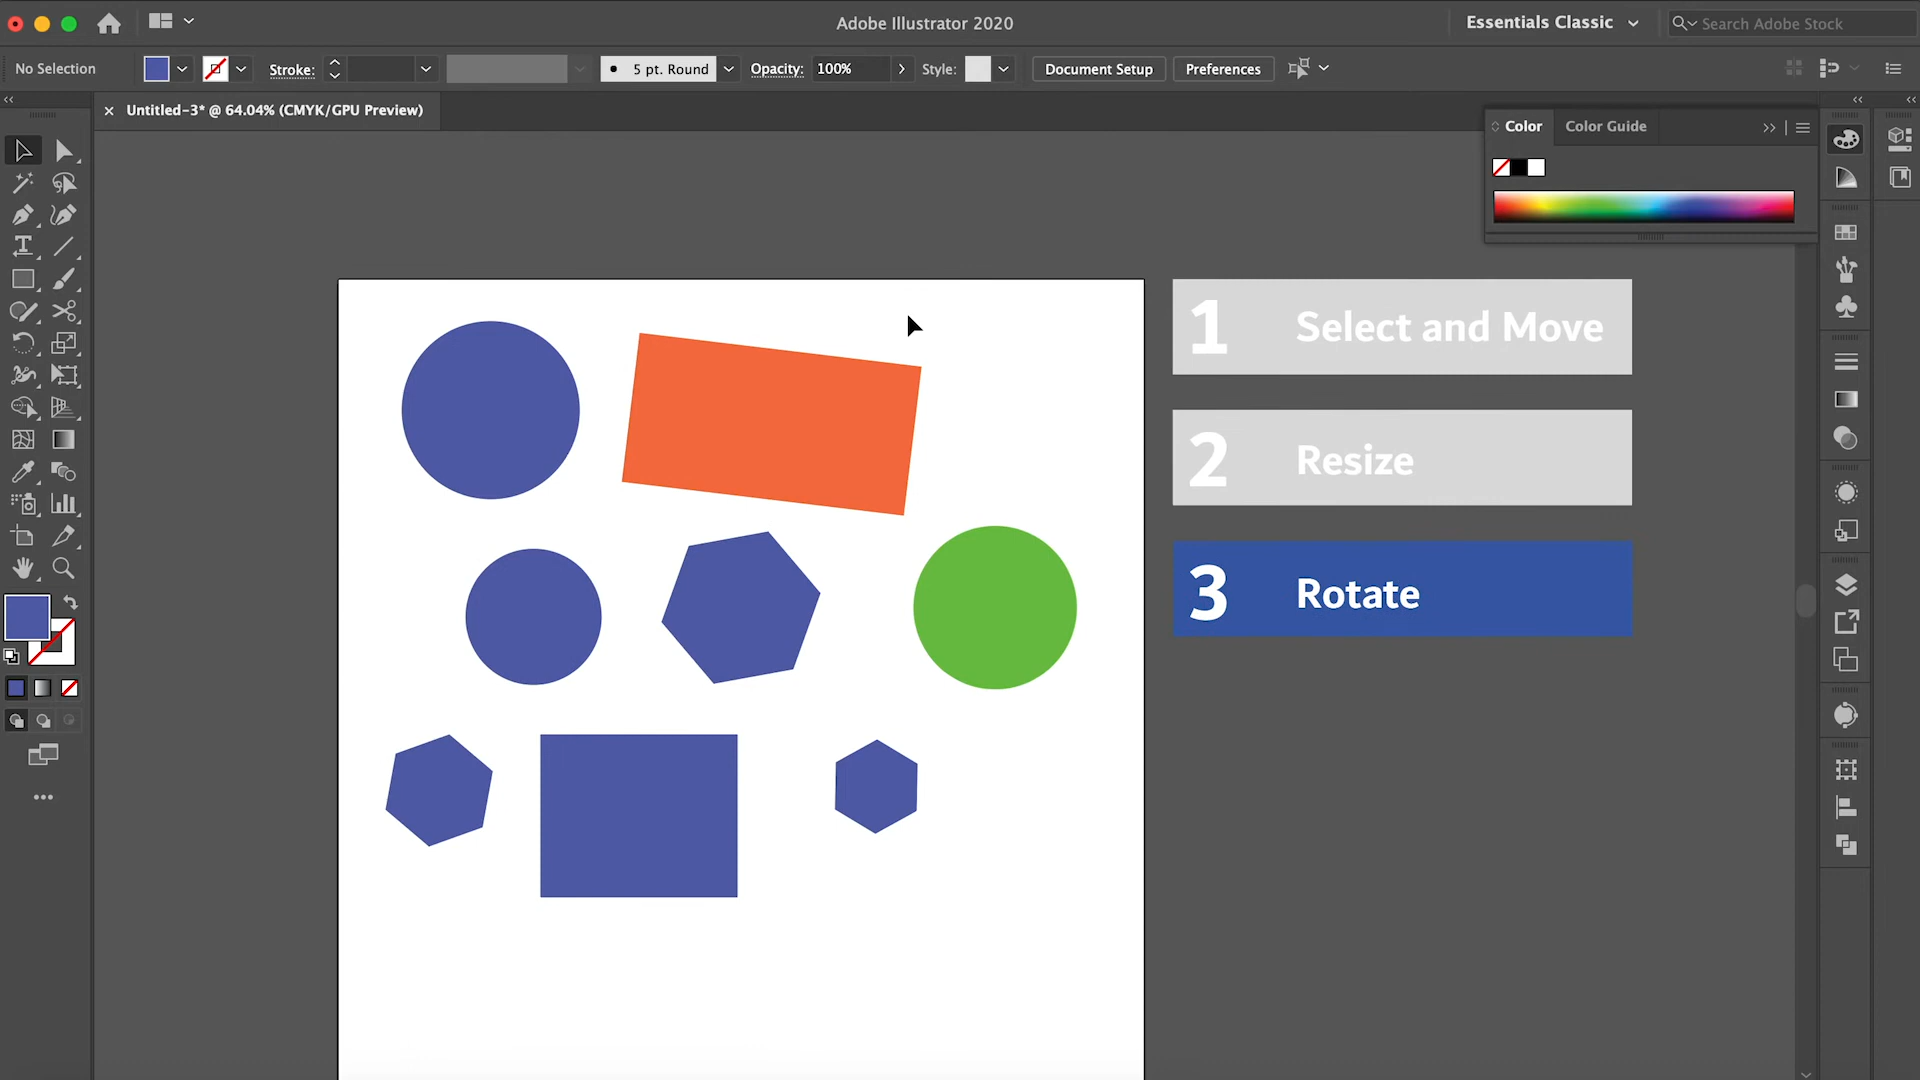 Adobe Illustrator 2020
Essentials Classic
Search Adobe Stock
No Selection
Stroke:
5 pt. Round
Opacity:
100%
Style:
Document Setup
Preferences
Untitled-3* @ 64.04% (CMYK/GPU Preview)
Color
Color Guide
1 Select and Move
2 Resize
3 Rotate